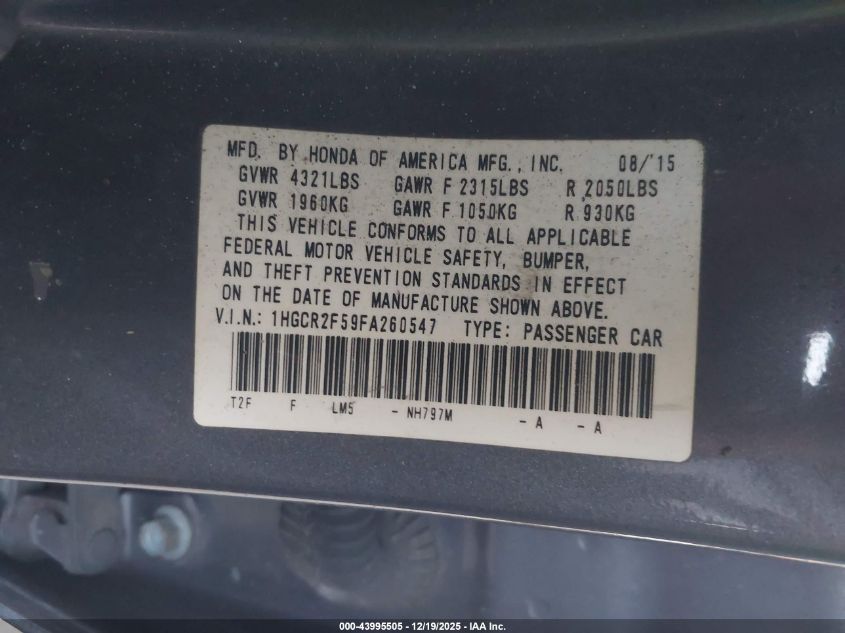 MFD. BY HONDA OF AMERICA MFG., INC. 08/'15
GVWR 4321LBS GAWR F 2315LBS R 2050LBS
GVWR 1960KG GAWR F 1050KG R 930KG
THIS VEHICLE CONFORMS TO ALL APPLICABLE
FEDERAL MOTOR VEHICLE SAFETY, BUMPER,
AND THEFT PREVENTION STANDARDS IN EFFECT
ON THE DATE OF MANUFACTURE SHOWN ABOVE.
V.I.N.: 1HGCR2F59FA260547 TYPE: PASSENGER CAR
T2F F LM5 - NH797M - A - A
000-43995505 - 12/19/2025 - IAA Inc.